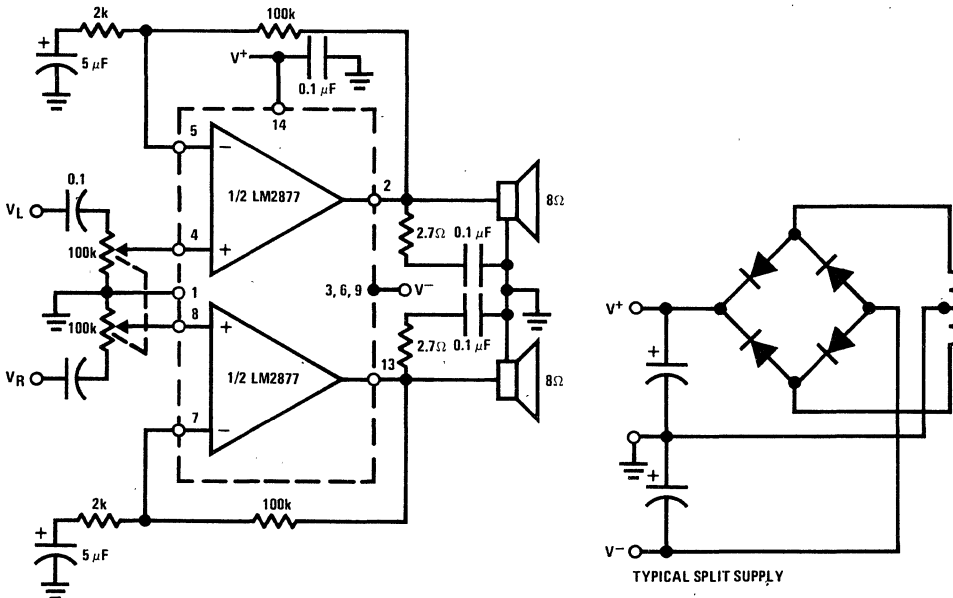 2k
100k
+
5 μF
V+
0.1 μF
14
5
−
0.1
1/2 LM2877
2
8Ω
VL
100k
4
+
2.7Ω
0.1 μF
1
3, 6, 9
V−
8
+
100k
2.7Ω
0.1 μF
VR
1/2 LM2877
13
8Ω
7
−
2k
100k
+
5 μF
V+
+
+
V−
TYPICAL SPLIT SUPPLY